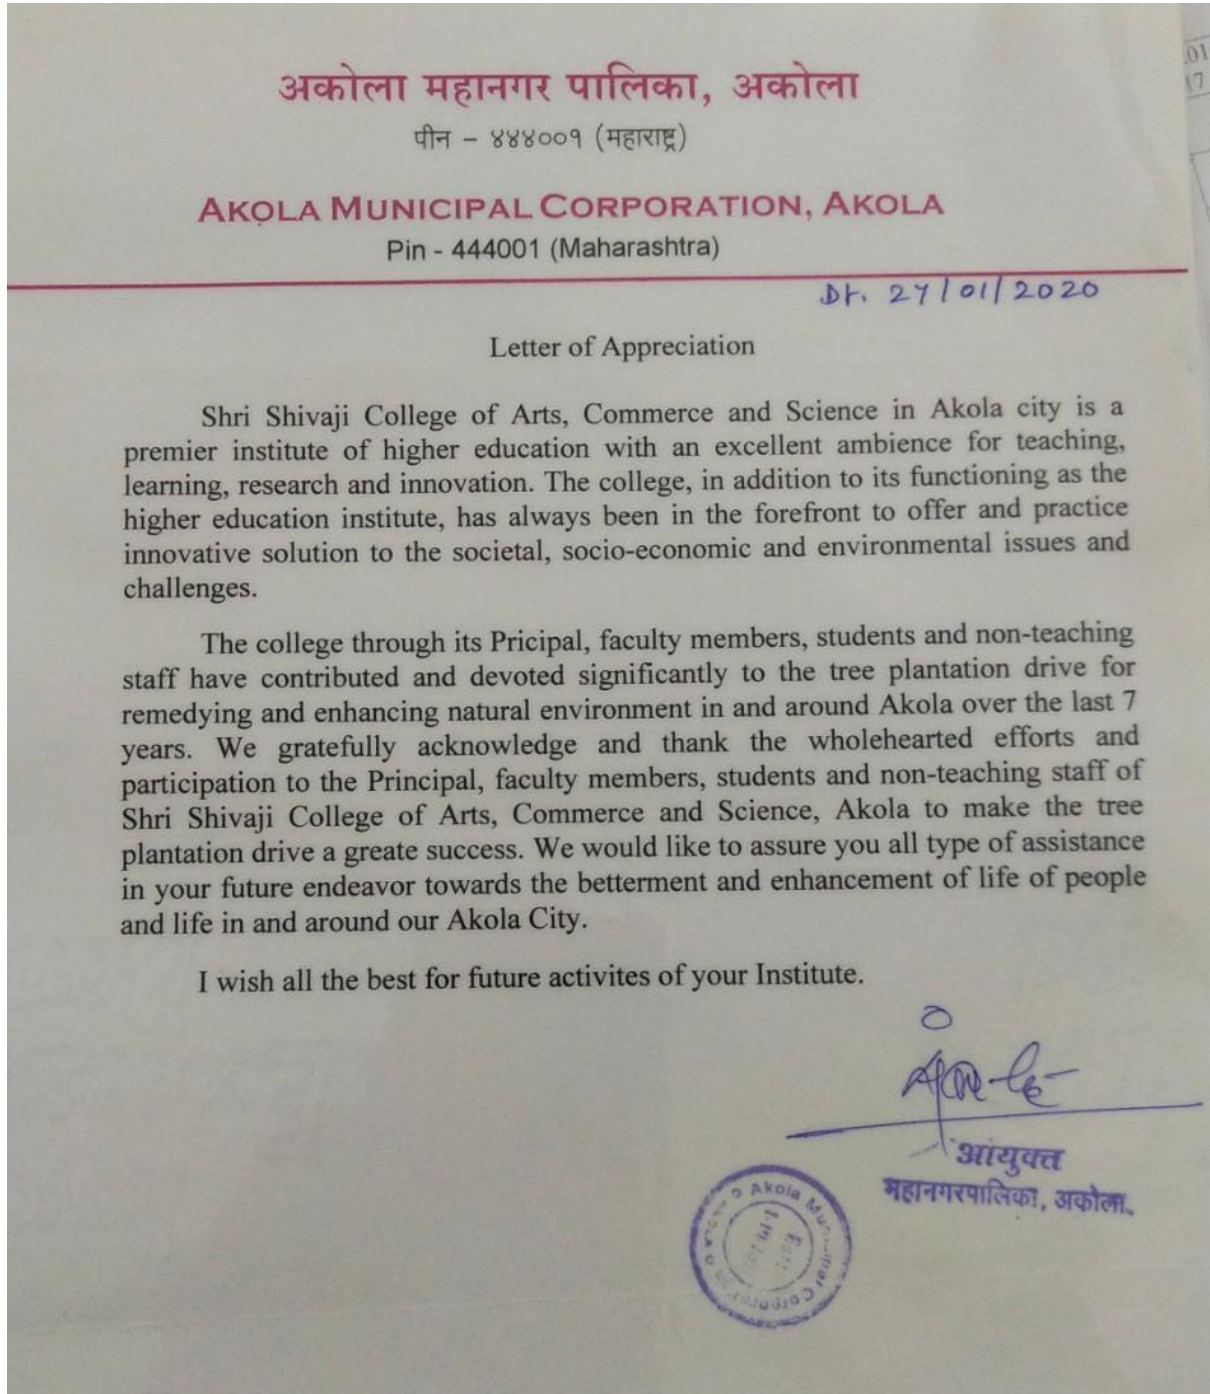 अकोला महानगर पालिका, अकोला
पीन – ४४४००१ (महाराष्ट्र)
AKOLA MUNICIPAL CORPORATION, AKOLA
Pin - 444001 (Maharashtra)
Dt. 27/01/2020
Letter of Appreciation
Shri Shivaji College of Arts, Commerce and Science in Akola city is a
premier institute of higher education with an excellent ambience for teaching,
learning, research and innovation. The college, in addition to its functioning as the
higher education institute, has always been in the forefront to offer and practice
innovative solution to the societal, socio-economic and environmental issues and
challenges.
The college through its Pricipal, faculty members, students and non-teaching
staff have contributed and devoted significantly to the tree plantation drive for
remedying and enhancing natural environment in and around Akola over the last 7
years. We gratefully acknowledge and thank the wholehearted efforts and
participation to the Principal, faculty members, students and non-teaching staff of
Shri Shivaji College of Arts, Commerce and Science, Akola to make the tree
plantation drive a greate success. We would like to assure you all type of assistance
in your future endeavor towards the betterment and enhancement of life of people
and life in and around our Akola City.
I wish all the best for future activites of your Institute.
आयुक्त
महानगरपालिका, अकोला.
Akola Municipal Corporation